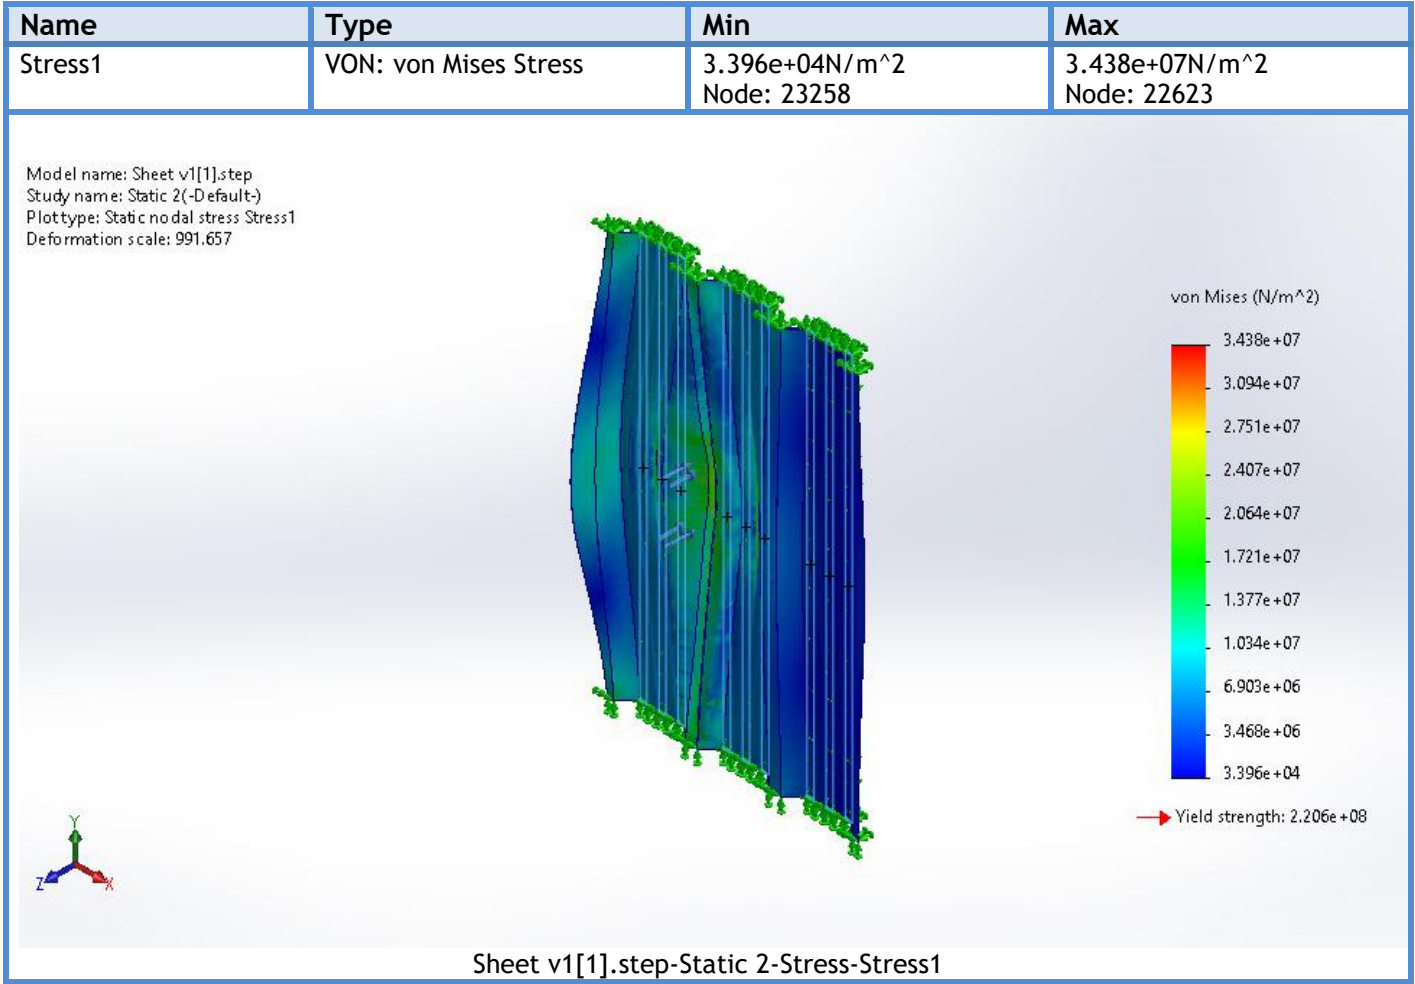 Name Type Min Max
Stress1 VON: von Mises Stress 3.396e+04N/m^2 3.438e+07N/m^2
Node: 23258 Node: 22623
Model name: Sheet v1[1].step
Study name: Static 2(-Default-)
Plot type: Static nodal stress Stress1
Deformation scale: 991.657
von Mises (N/m^2)
3.438e+07
3.094e+07
2.751e+07
2.407e+07
2.064e+07
1.721e+07
1.377e+07
1.034e+07
6.903e+06
3.468e+06
3.396e+04
Yield strength: 2.206e+08
Y
Z X
Sheet v1[1].step-Static 2-Stress-Stress1